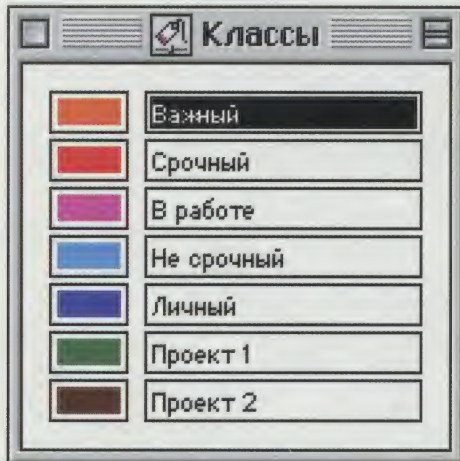 Классы
Важный
Срочный
В работе
Не срочный
Личный
Проект 1
Проект 2